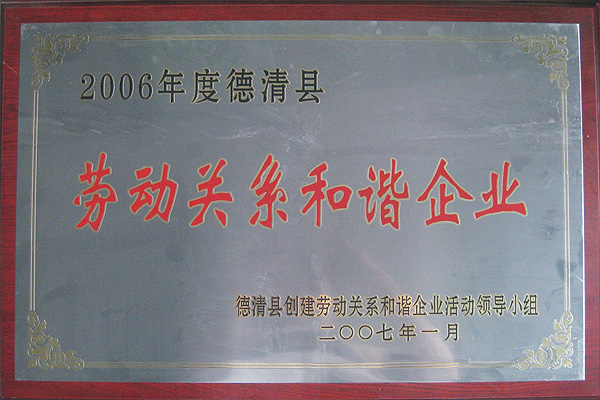 2006年度德清县
劳动关系和谐企业
德清县创建劳动关系和谐企业活动领导小组
二〇〇七年一月